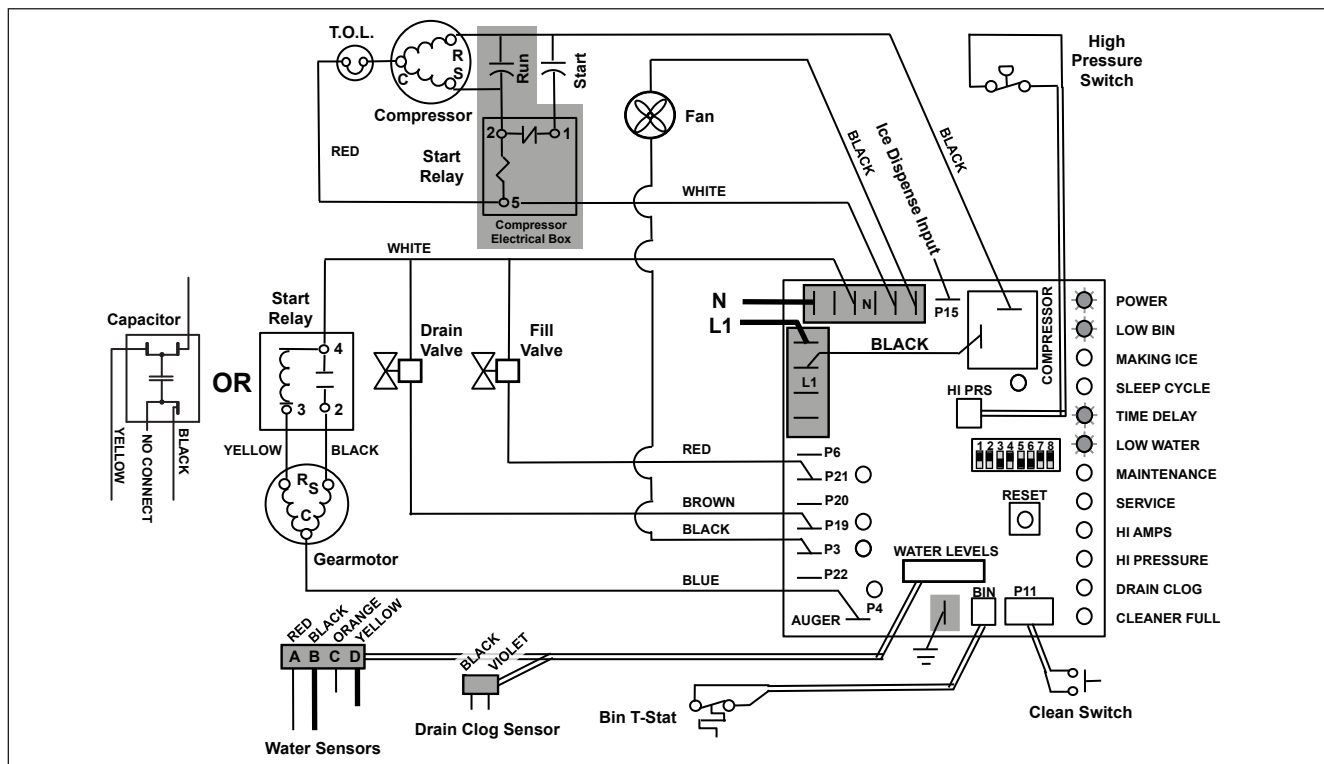 T.O.L.
R
S
C
Compressor
Run
Start
RED
Start
Relay
2
1
5
Compressor
Electrical Box
WHITE
Fan
BLACK
Ice Dispense Input
BLACK
High
Pressure
Switch
WHITE
Capacitor
YELLOW
NO CONNECT
BLACK
OR
Start
Relay
4
3
2
YELLOW
BLACK
R
S
C
Gearmotor
Drain
Valve
Fill
Valve
N
L1
N
P15
L1
BLACK
COMPRESSOR
HI PRS
1 2 3 4 5 6 7 8
RESET
P6
RED
P21
P20
BROWN
P19
BLACK
P3
P22
BLUE
P4
AUGER
WATER LEVELS
BIN
P11
POWER
LOW BIN
MAKING ICE
SLEEP CYCLE
TIME DELAY
LOW WATER
MAINTENANCE
SERVICE
HI AMPS
HI PRESSURE
DRAIN CLOG
CLEANER FULL
RED
BLACK
ORANGE
YELLOW
A B C D
Water Sensors
BLACK
VIOLET
Drain Clog Sensor
Bin T-Stat
Clean Switch